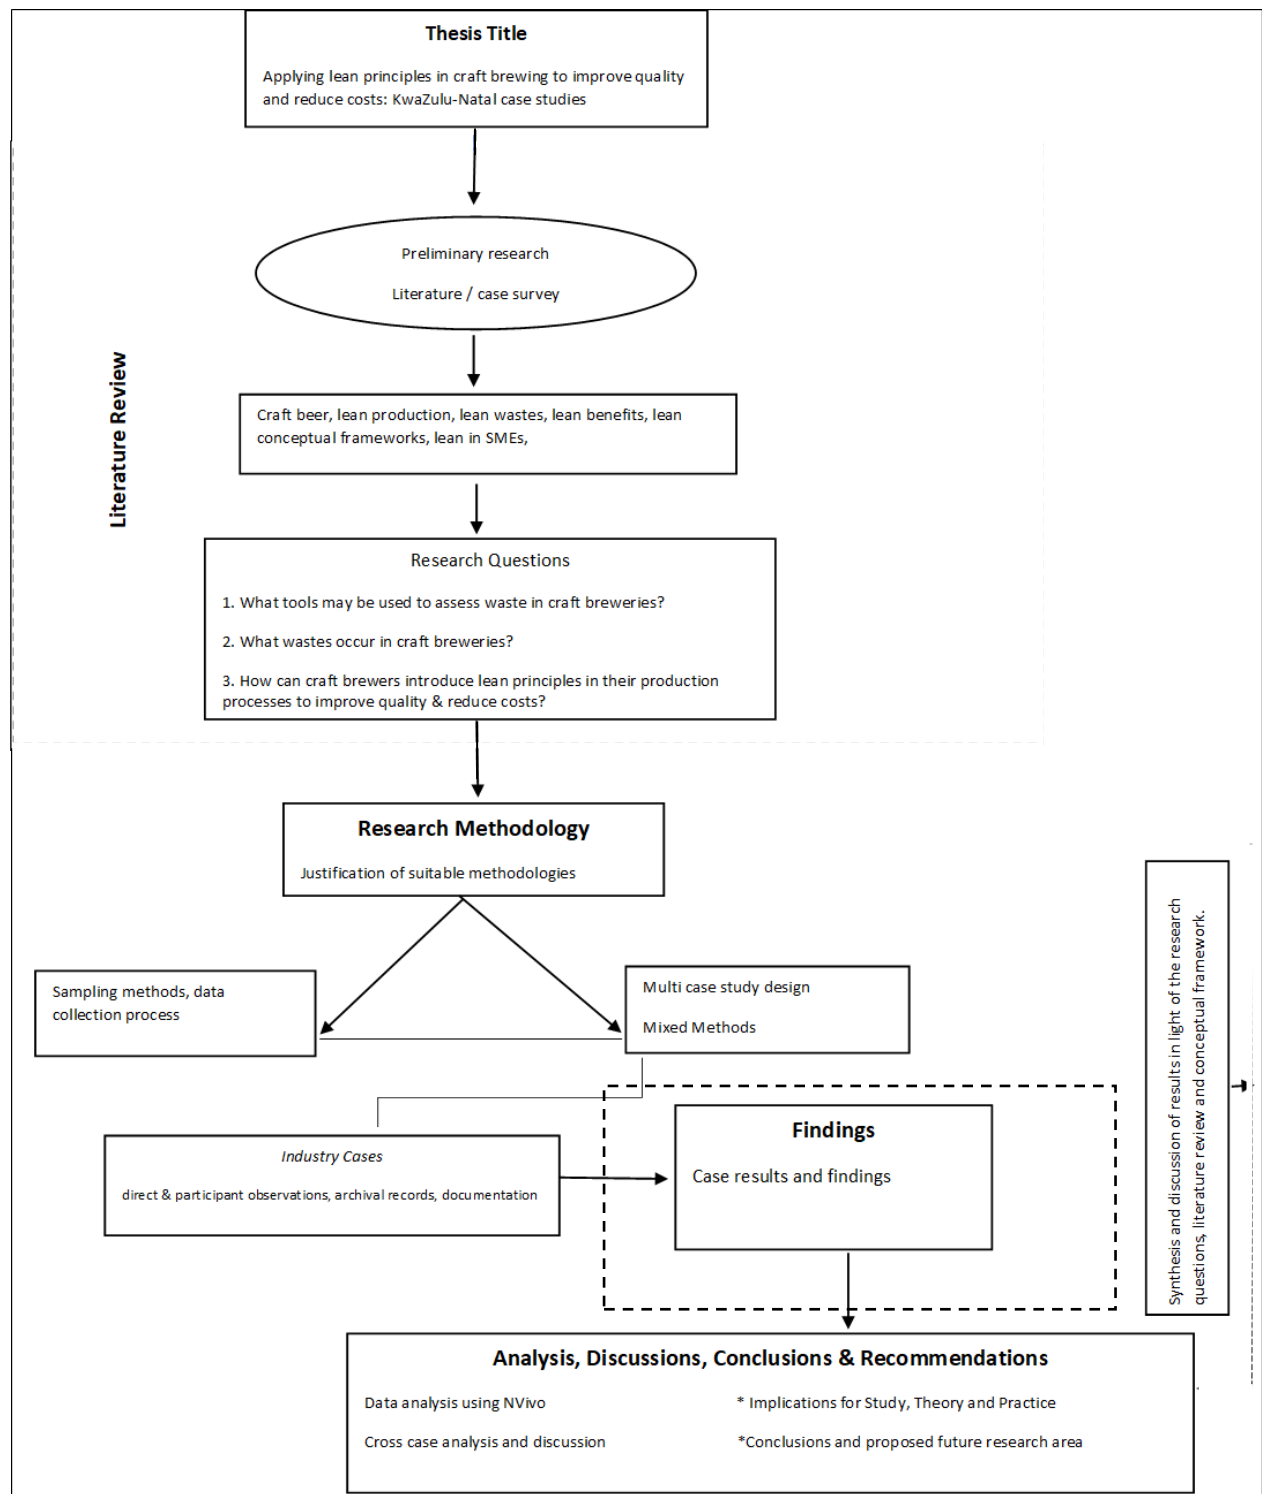 Thesis Title
Applying lean principles in craft brewing to improve quality
and reduce costs: KwaZulu-Natal case studies
Preliminary research
Literature / case survey
Literature Review
Craft beer, lean production, lean wastes, lean benefits, lean
conceptual frameworks, lean in SMEs,
Research Questions
1. What tools may be used to assess waste in craft breweries?
2. What wastes occur in craft breweries?
3. How can craft brewers introduce lean principles in their production
processes to improve quality & reduce costs?
Research Methodology
Justification of suitable methodologies
Sampling methods, data
collection process
Multi case study design
Mixed Methods
Industry Cases
direct & participant observations, archival records, documentation
Findings
Case results and findings
Synthesis and discussion of results in light of the research
questions, literature review and conceptual framework.
Analysis, Discussions, Conclusions & Recommendations
Data analysis using NVivo
* Implications for Study, Theory and Practice
Cross case analysis and discussion
*Conclusions and proposed future research area